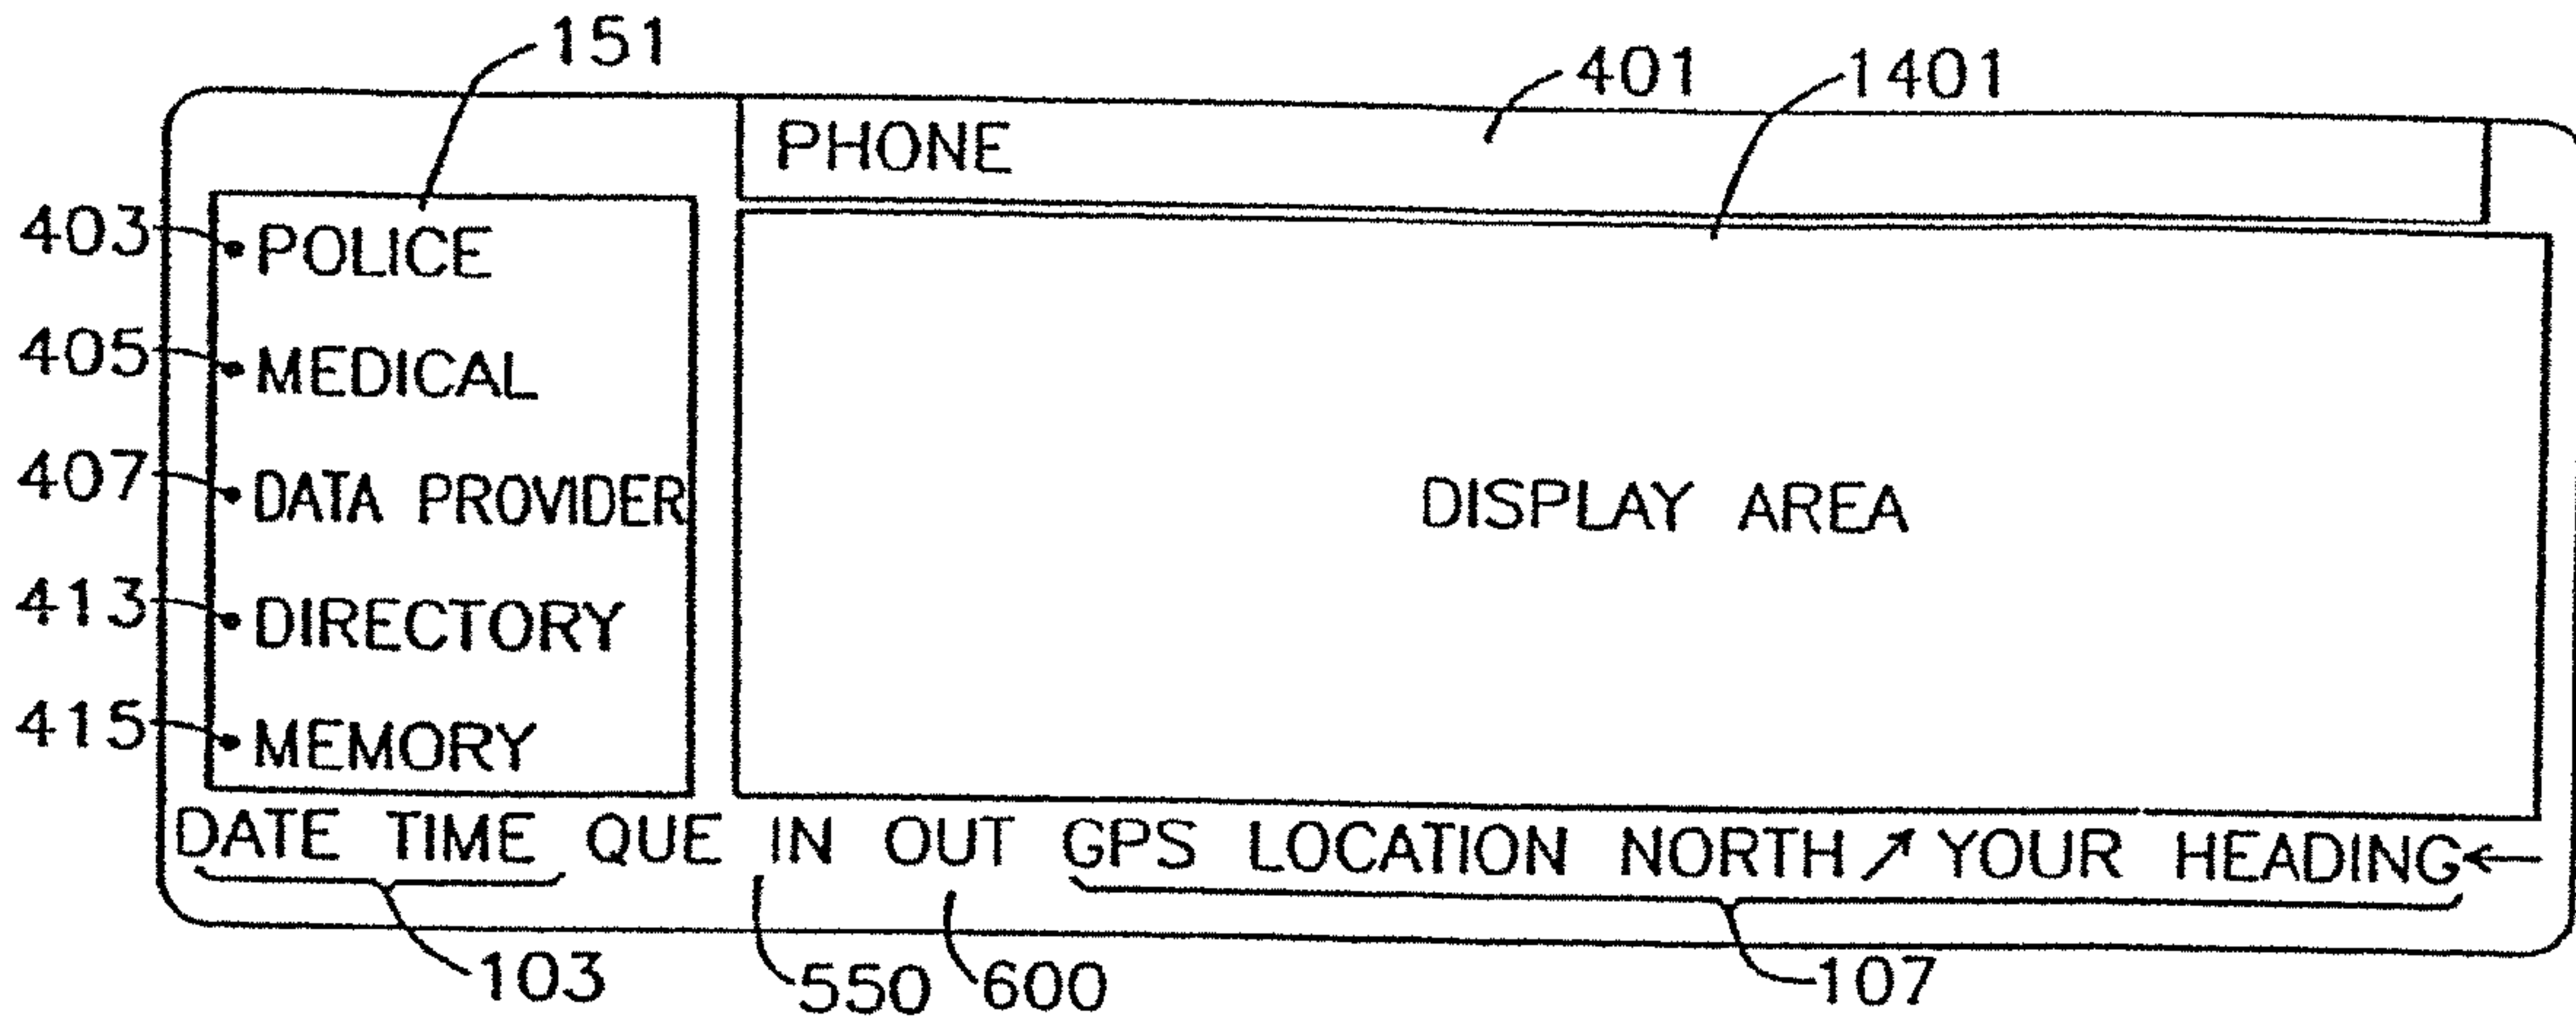 151
401
1401
PHONE
403 POLICE
405 MEDICAL
407 DATA PROVIDER
DISPLAY AREA
413 DIRECTORY
415 MEMORY
DATE TIME QUE IN OUT GPS LOCATION NORTH ↗ YOUR HEADING ←
103
550
600
107